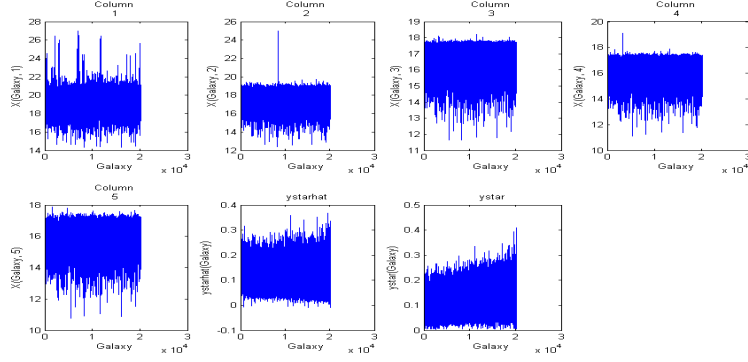 Column
1
28
26
24
22
20
18
16
14
X(Galaxy, 1)
0
1
2
3
Galaxy
x 10^4
Column
2
26
24
22
20
18
16
14
12
X(Galaxy, 2)
0
1
2
3
Galaxy
x 10^4
Column
3
19
18
17
16
15
14
13
12
11
X(Galaxy, 3)
0
1
2
3
Galaxy
x 10^4
Column
4
20
18
16
14
12
10
X(Galaxy, 4)
0
1
2
3
Galaxy
x 10^4
Column
5
18
16
14
12
10
X(Galaxy, 5)
0
1
2
3
Galaxy
x 10^4
ystarhat
0.4
0.3
0.2
0.1
0
-0.1
ystarhat(Galaxy)
0
1
2
3
Galaxy
x 10^4
ystar
0.5
0.4
0.3
0.2
0.1
0
ystar(Galaxy)
0
1
2
3
Galaxy
x 10^4